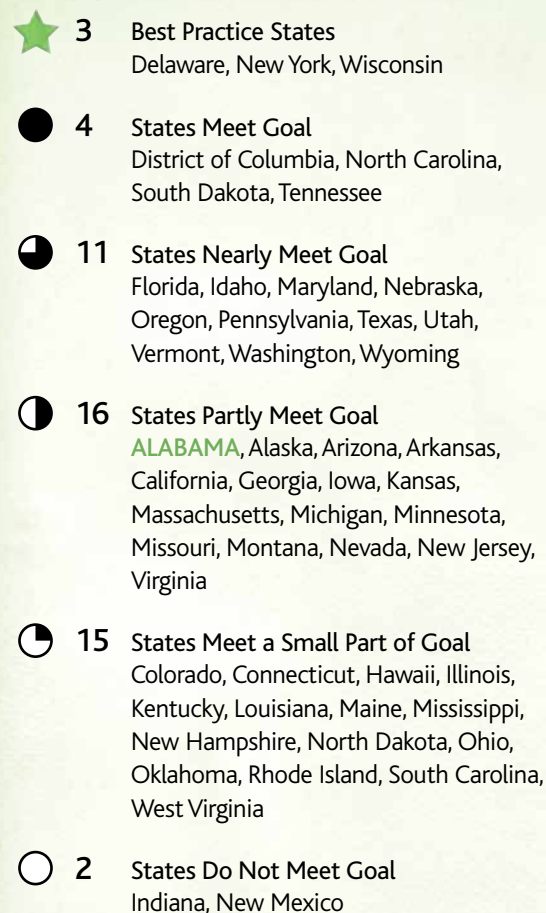 3 Best Practice States
Delaware, New York, Wisconsin
4 States Meet Goal
District of Columbia, North Carolina,
South Dakota, Tennessee
11 States Nearly Meet Goal
Florida, Idaho, Maryland, Nebraska,
Oregon, Pennsylvania, Texas, Utah,
Vermont, Washington, Wyoming
16 States Partly Meet Goal
ALABAMA, Alaska, Arizona, Arkansas,
California, Georgia, Iowa, Kansas,
Massachusetts, Michigan, Minnesota,
Missouri, Montana, Nevada, New Jersey,
Virginia
15 States Meet a Small Part of Goal
Colorado, Connecticut, Hawaii, Illinois,
Kentucky, Louisiana, Maine, Mississippi,
New Hampshire, North Dakota, Ohio,
Oklahoma, Rhode Island, South Carolina,
West Virginia
2 States Do Not Meet Goal
Indiana, New Mexico